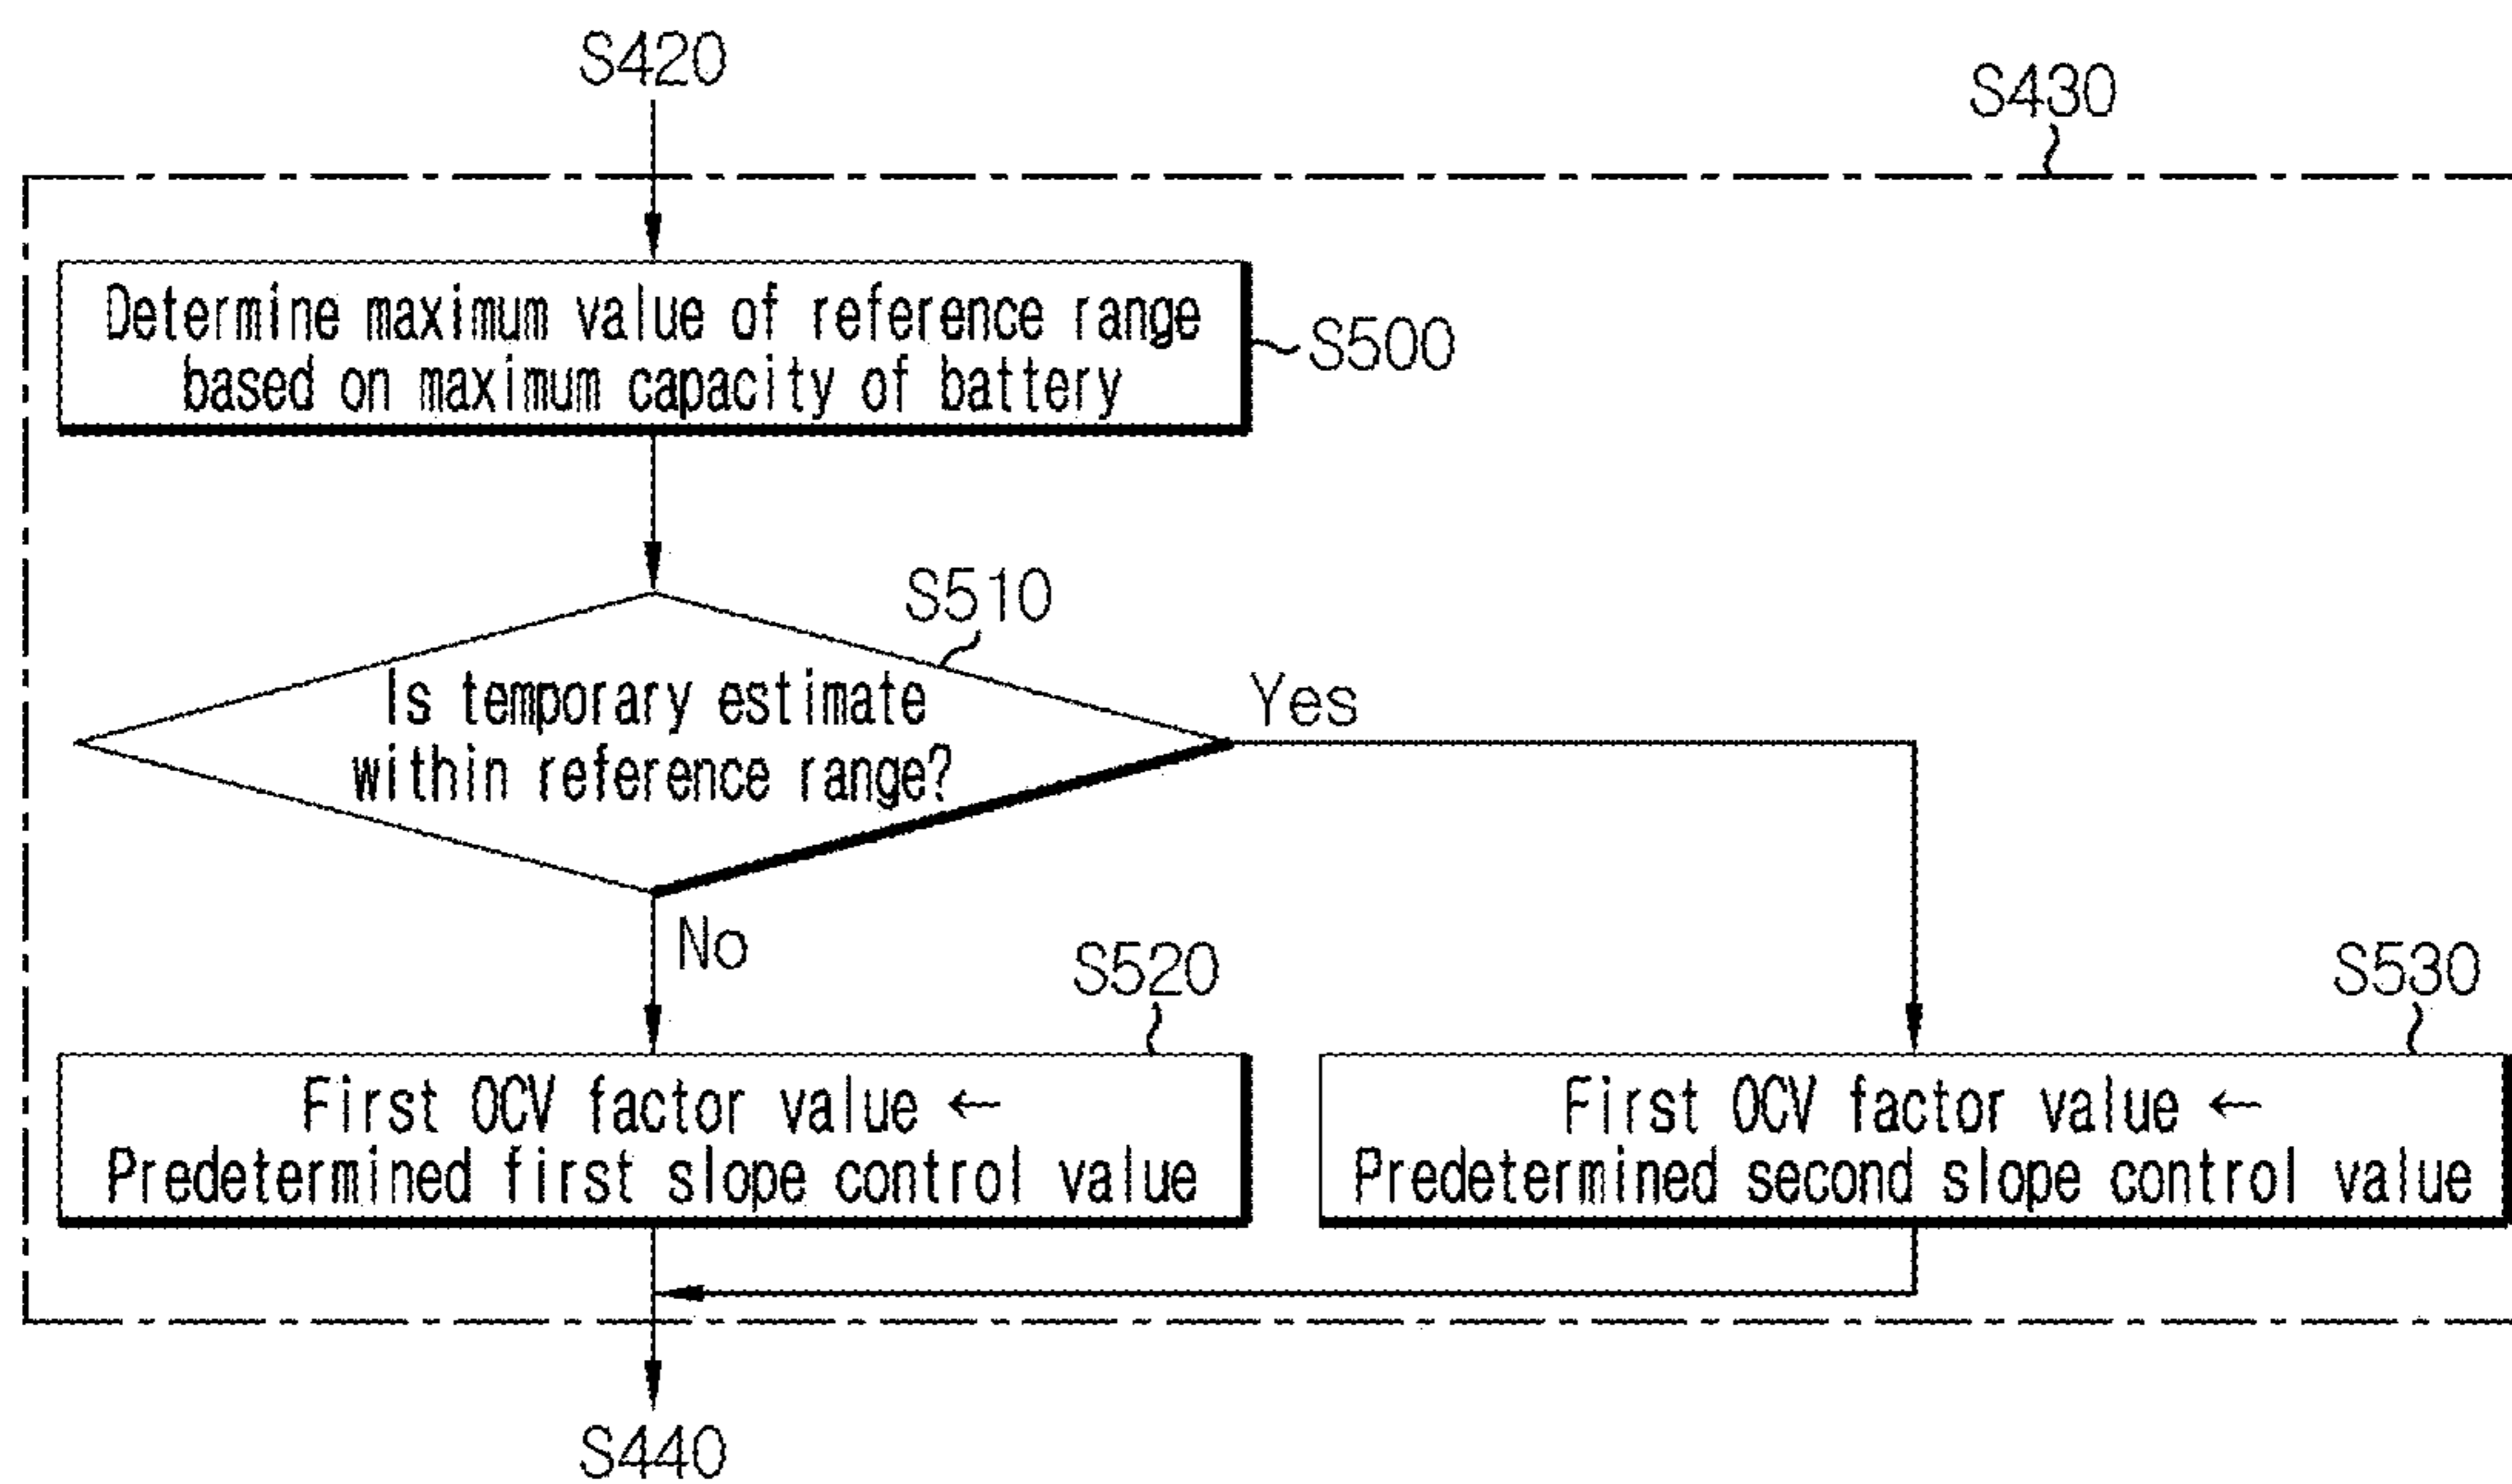 S420
S430
Determine maximum value of reference range
based on maximum capacity of battery
S500
S510
Is temporary estimate
within reference range?
Yes
No
S520
S530
First OCV factor value ←
Predetermined first slope control value
First OCV factor value ←
Predetermined second slope control value
S440